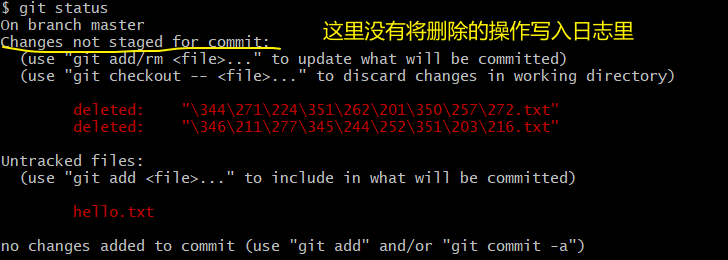 $ git status
On branch master
这里没有将删除的操作写入日志里
Changes not staged for commit:
  (use "git add/rm <file>..." to update what will be committed)
  (use "git checkout -- <file>..." to discard changes in working directory)
        deleted:    "\344\271\224\351\262\201\350\257\272.txt"
        deleted:    "\346\211\277\345\244\252\351\203\216.txt"
Untracked files:
  (use "git add <file>..." to include in what will be committed)
        hello.txt
no changes added to commit (use "git add" and/or "git commit -a")